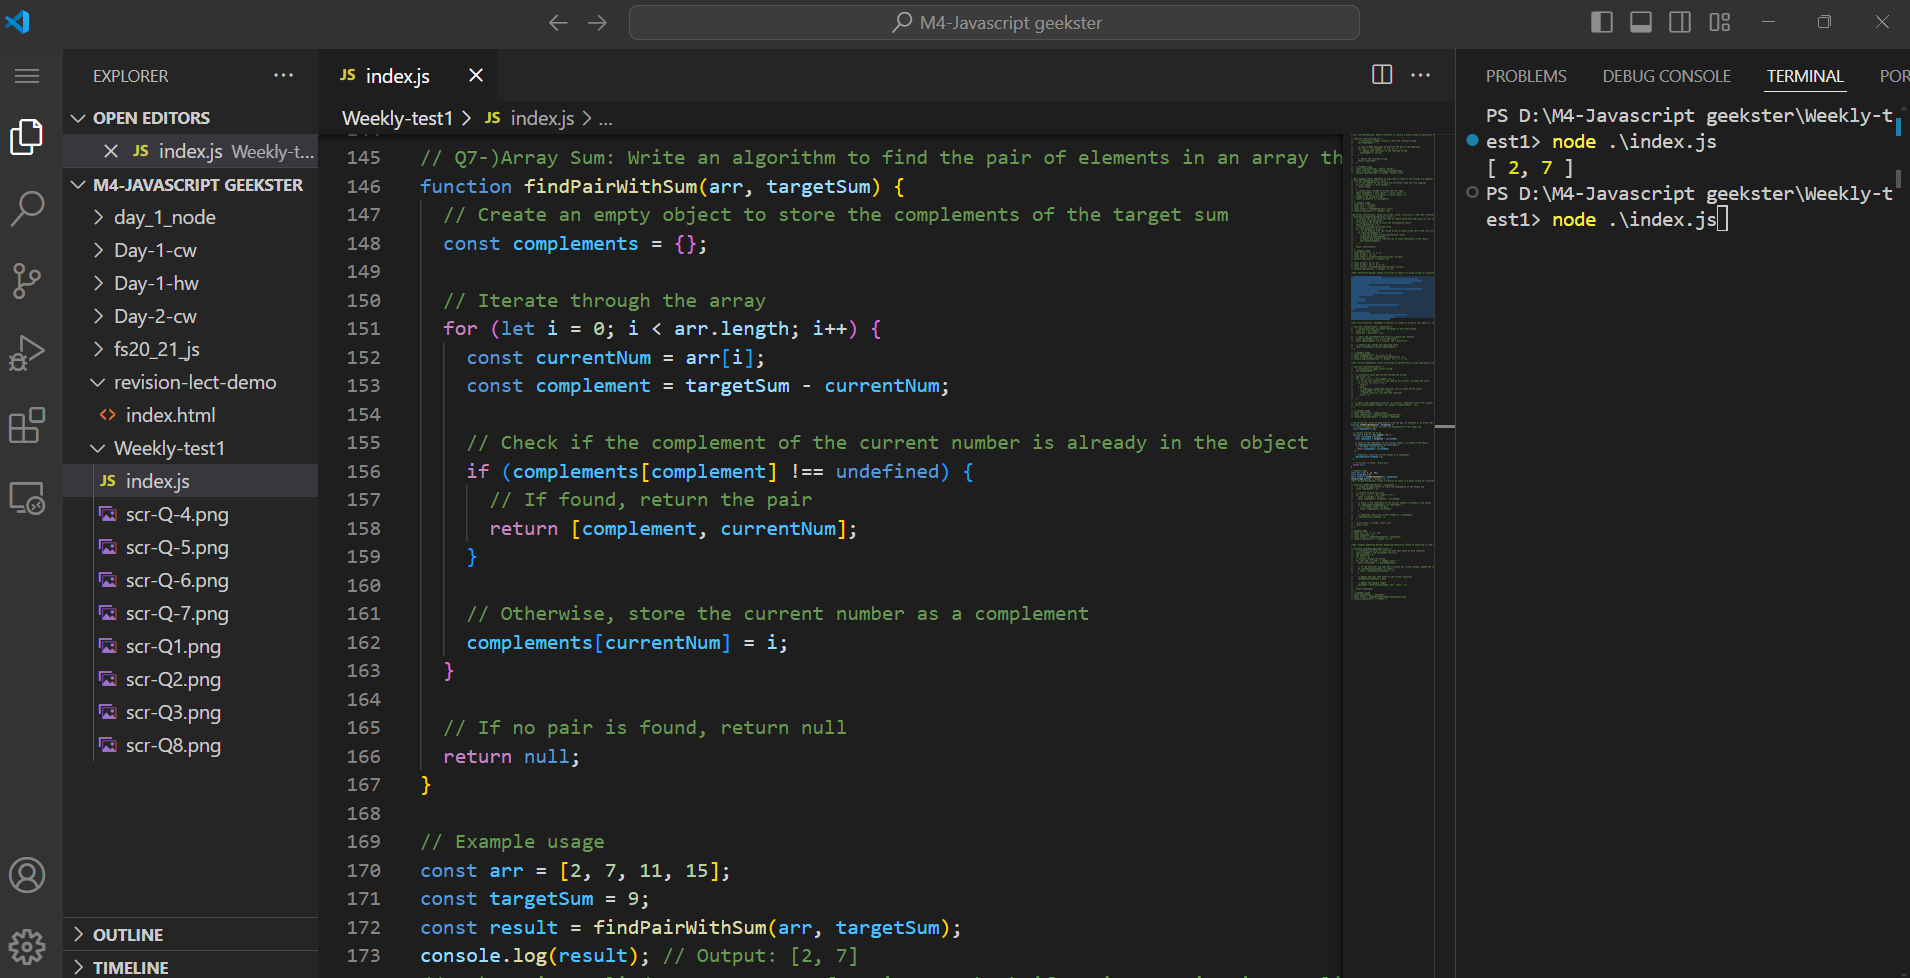 M4-Javascript geekster
EXPLORER
OPEN EDITORS
JS index.js Weekly-t...
M4-JAVASCRIPT GEEKSTER
day_1_node
Day-1-cw
Day-1-hw
Day-2-cw
fs20_21_js
revision-lect-demo
<> index.html
Weekly-test1
JS index.js
scr-Q-4.png
scr-Q-5.png
scr-Q-6.png
scr-Q-7.png
scr-Q1.png
scr-Q2.png
scr-Q3.png
scr-Q8.png
OUTLINE
TIMELINE
JS index.js
Weekly-test1 > JS index.js > ...
145 // Q7-)Array Sum: Write an algorithm to find the pair of elements in an array th
146 function findPairWithSum(arr, targetSum) {
147 // Create an empty object to store the complements of the target sum
148 const complements = {};
149
150 // Iterate through the array
151 for (let i = 0; i < arr.length; i++) {
152 const currentNum = arr[i];
153 const complement = targetSum - currentNum;
154
155 // Check if the complement of the current number is already in the object
156 if (complements[complement] !== undefined) {
157 // If found, return the pair
158 return [complement, currentNum];
159 }
160
161 // Otherwise, store the current number as a complement
162 complements[currentNum] = i;
163 }
164
165 // If no pair is found, return null
166 return null;
167 }
168
169 // Example usage
170 const arr = [2, 7, 11, 15];
171 const targetSum = 9;
172 const result = findPairWithSum(arr, targetSum);
173 console.log(result); // Output: [2, 7]
PROBLEMS DEBUG CONSOLE TERMINAL POR
PS D:\M4-Javascript geekster\Weekly-t
est1> node .\index.js
[ 2, 7 ]
PS D:\M4-Javascript geekster\Weekly-t
est1> node .\index.js